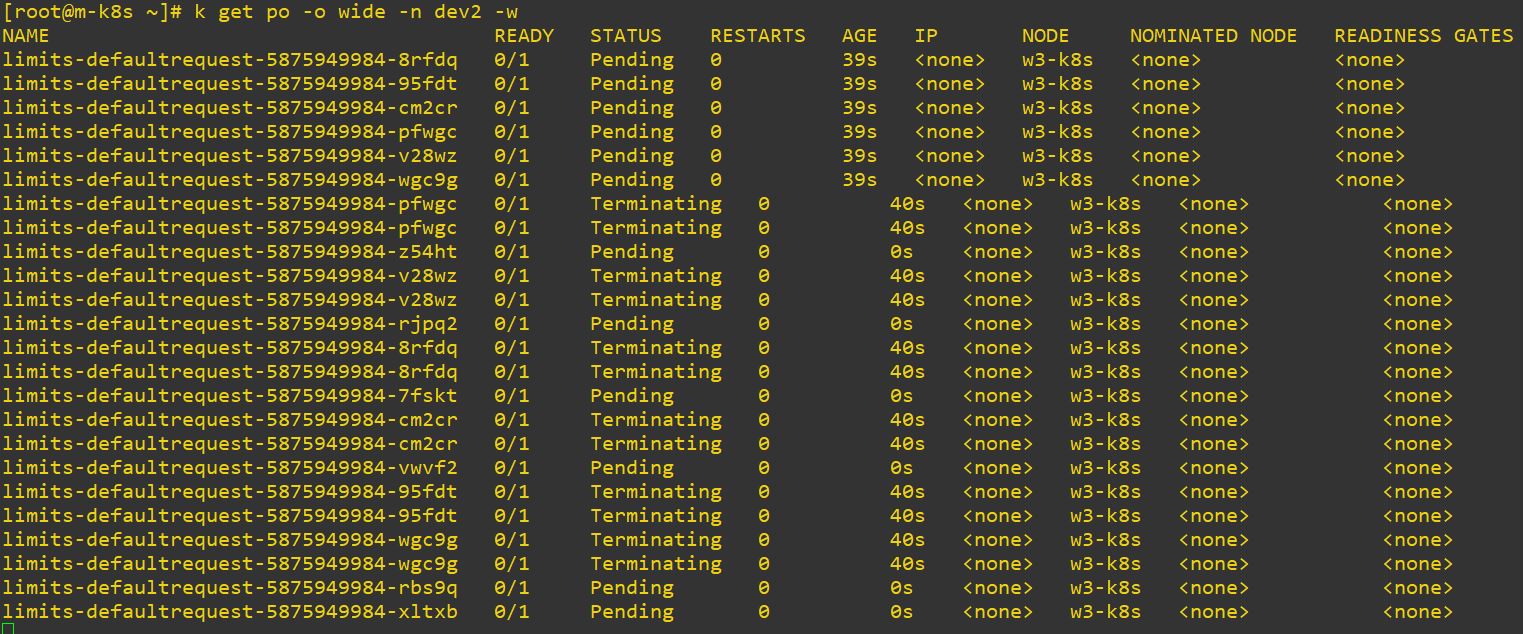 [root@m-k8s ~]# k get po -o wide -n dev2 -w
NAME READY STATUS RESTARTS AGE IP NODE NOMINATED NODE READINESS GATES
limits-defaultrequest-5875949984-8rfdq 0/1 Pending 0 39s <none> w3-k8s <none> <none>
limits-defaultrequest-5875949984-95fdt 0/1 Pending 0 39s <none> w3-k8s <none> <none>
limits-defaultrequest-5875949984-cm2cr 0/1 Pending 0 39s <none> w3-k8s <none> <none>
limits-defaultrequest-5875949984-pfwgc 0/1 Pending 0 39s <none> w3-k8s <none> <none>
limits-defaultrequest-5875949984-v28wz 0/1 Pending 0 39s <none> w3-k8s <none> <none>
limits-defaultrequest-5875949984-wgc9g 0/1 Pending 0 39s <none> w3-k8s <none> <none>
limits-defaultrequest-5875949984-pfwgc 0/1 Terminating 0 40s <none> w3-k8s <none> <none>
limits-defaultrequest-5875949984-pfwgc 0/1 Terminating 0 40s <none> w3-k8s <none> <none>
limits-defaultrequest-5875949984-z54ht 0/1 Pending 0 0s <none> w3-k8s <none> <none>
limits-defaultrequest-5875949984-v28wz 0/1 Terminating 0 40s <none> w3-k8s <none> <none>
limits-defaultrequest-5875949984-v28wz 0/1 Terminating 0 40s <none> w3-k8s <none> <none>
limits-defaultrequest-5875949984-rjpq2 0/1 Pending 0 0s <none> w3-k8s <none> <none>
limits-defaultrequest-5875949984-8rfdq 0/1 Terminating 0 40s <none> w3-k8s <none> <none>
limits-defaultrequest-5875949984-8rfdq 0/1 Terminating 0 40s <none> w3-k8s <none> <none>
limits-defaultrequest-5875949984-7fskt 0/1 Pending 0 0s <none> w3-k8s <none> <none>
limits-defaultrequest-5875949984-cm2cr 0/1 Terminating 0 40s <none> w3-k8s <none> <none>
limits-defaultrequest-5875949984-cm2cr 0/1 Terminating 0 40s <none> w3-k8s <none> <none>
limits-defaultrequest-5875949984-vwvf2 0/1 Pending 0 0s <none> w3-k8s <none> <none>
limits-defaultrequest-5875949984-95fdt 0/1 Terminating 0 40s <none> w3-k8s <none> <none>
limits-defaultrequest-5875949984-95fdt 0/1 Terminating 0 40s <none> w3-k8s <none> <none>
limits-defaultrequest-5875949984-wgc9g 0/1 Terminating 0 40s <none> w3-k8s <none> <none>
limits-defaultrequest-5875949984-wgc9g 0/1 Terminating 0 40s <none> w3-k8s <none> <none>
limits-defaultrequest-5875949984-rbs9q 0/1 Pending 0 0s <none> w3-k8s <none> <none>
limits-defaultrequest-5875949984-xltxb 0/1 Pending 0 0s <none> w3-k8s <none> <none>